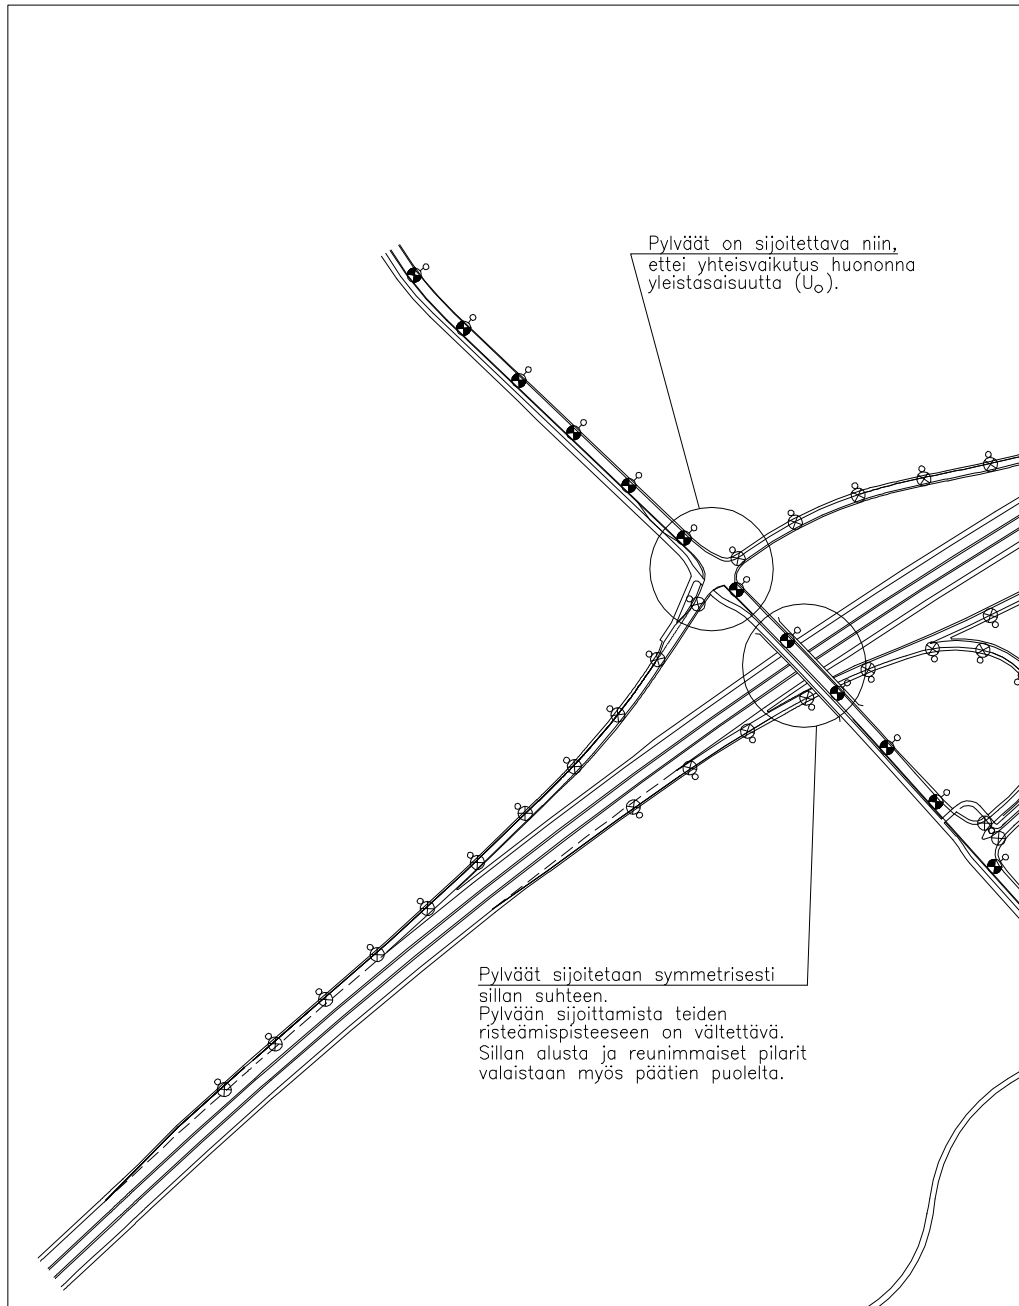 Pylväät on sijoitettava niin,
ettei yhteisvaikutus huononna
yleistasaisuutta (U₀).
Pylväät sijoitetaan symmetrisesti
sillan suhteen.
Pylvään sijoittamista teiden
risteämispisteeseen on vältettävä.
Sillan alusta ja reunimmaiset pilarit
valaistaan myös päätien puolelta.